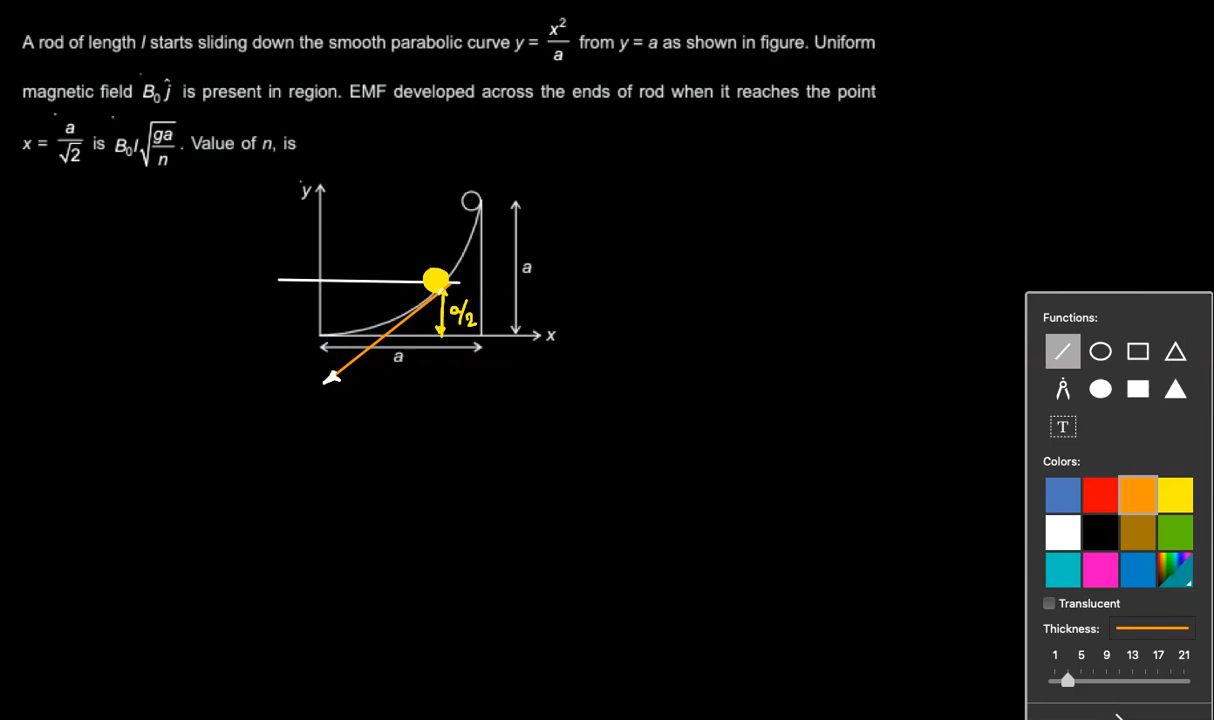 A rod of length l starts sliding down the smooth parabolic curve y = x²/a from y = a as shown in figure. Uniform
magnetic field B₀ ĵ is present in region. EMF developed across the ends of rod when it reaches the point
x = a/√2 is B₀l√(ga/n). Value of n, is
y
a
a/2
x
a
Functions:
T
Colors:
Translucent
Thickness:
1 5 9 13 17 21